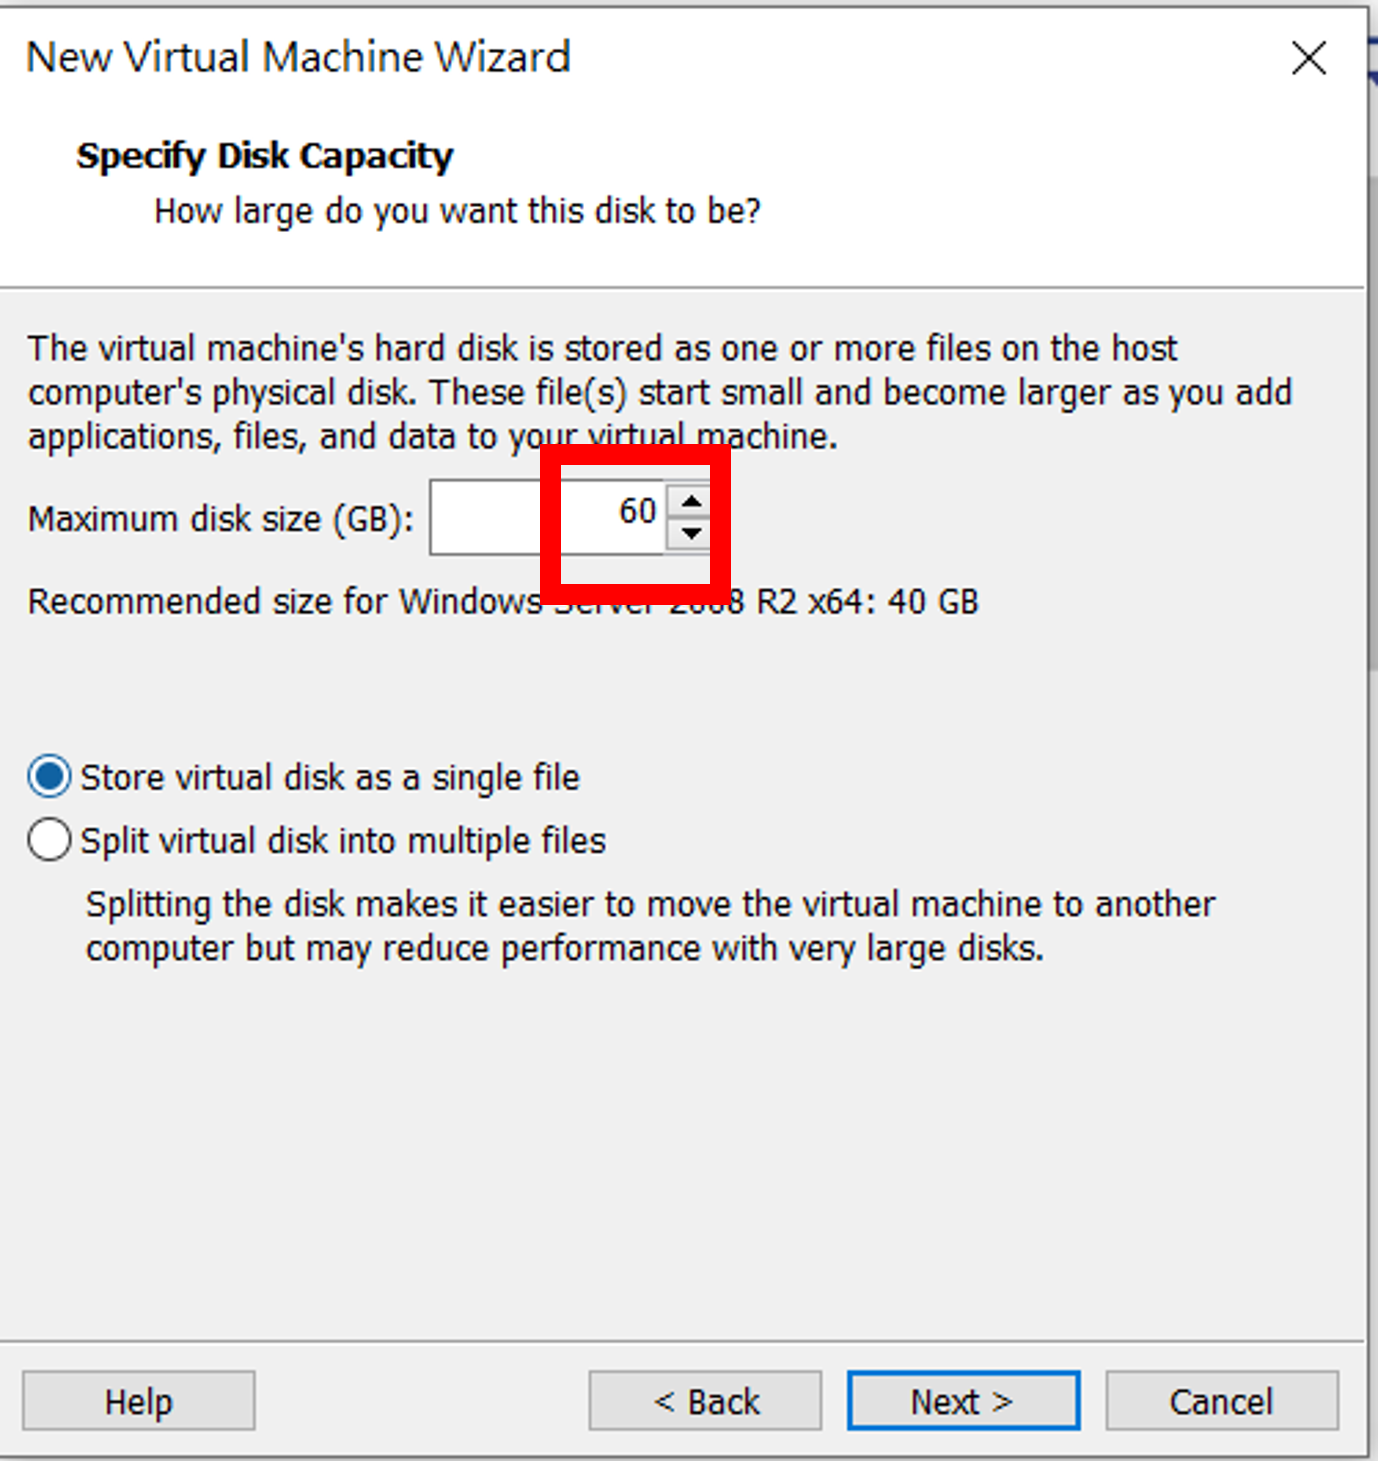 New Virtual Machine Wizard
Specify Disk Capacity
How large do you want this disk to be?
The virtual machine's hard disk is stored as one or more files on the host
computer's physical disk. These file(s) start small and become larger as you add
applications, files, and data to your virtual machine.
Maximum disk size (GB): 60
Recommended size for Windows Server 2008 R2 x64: 40 GB
Store virtual disk as a single file
Split virtual disk into multiple files
Splitting the disk makes it easier to move the virtual machine to another
computer but may reduce performance with very large disks.
Help < Back Next > Cancel